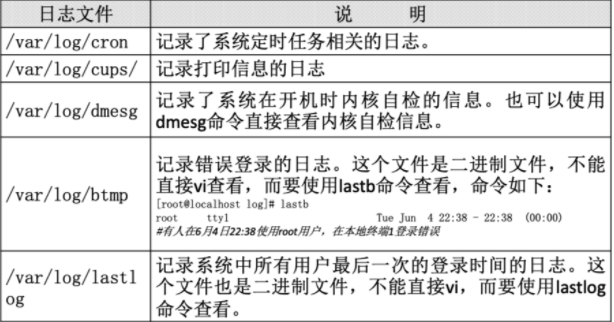 日志文件 说 明
/var/log/cron 记录了系统定时任务相关的日志。
/var/log/cups/ 记录打印信息的日志
/var/log/dmesg 记录了系统在开机时内核自检的信息。也可以使用
dmesg命令直接查看内核自检信息。
/var/log/btmp 记录错误登录的日志。这个文件是二进制文件，不能
直接vi查看，而要使用lastb命令查看，命令如下：
[root@localhost log]# lastb
root tty1 Tue Jun 4 22:38 - 22:38 (00:00)
#有人在6月4日22:38使用root用户，在本地终端1登录错误
/var/log/lastl
og
记录系统中所有用户最后一次的登录时间的日志。这
个文件也是二进制文件，不能直接vi，而要使用lastlog
命令查看。